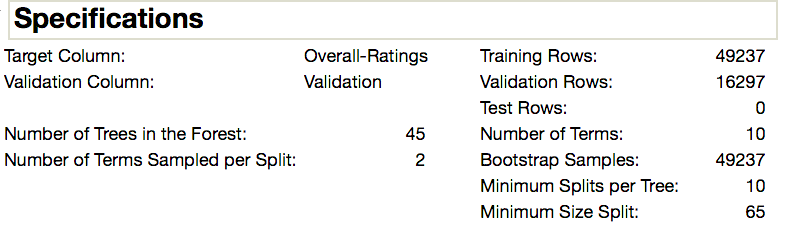 Specifications
Target Column: Overall-Ratings Training Rows: 49237
Validation Column: Validation Validation Rows: 16297
Test Rows: 0
Number of Trees in the Forest: 45 Number of Terms: 10
Number of Terms Sampled per Split: 2 Bootstrap Samples: 49237
Minimum Splits per Tree: 10
Minimum Size Split: 65